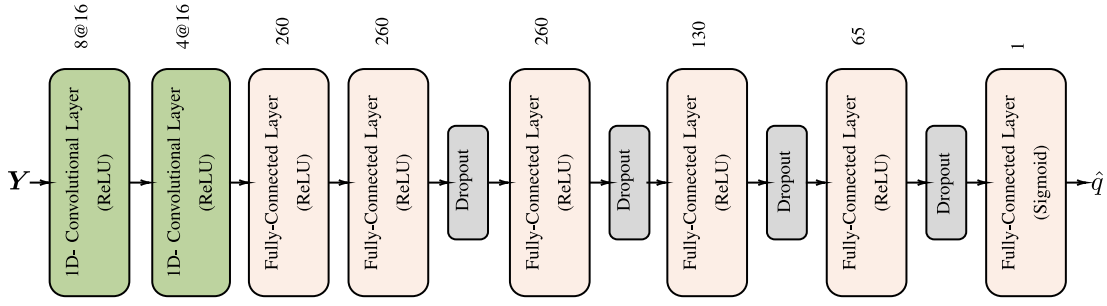 8@16
4@16
260
260
260
130
65
1
Y
1D- Convolutional Layer
(ReLU)
1D- Convolutional Layer
(ReLU)
Fully-Connected Layer
(ReLU)
Fully-Connected Layer
(ReLU)
Dropout
Fully-Connected Layer
(ReLU)
Dropout
Fully-Connected Layer
(ReLU)
Dropout
Fully-Connected Layer
(ReLU)
Dropout
Fully-Connected Layer
(Sigmoid)
q̂